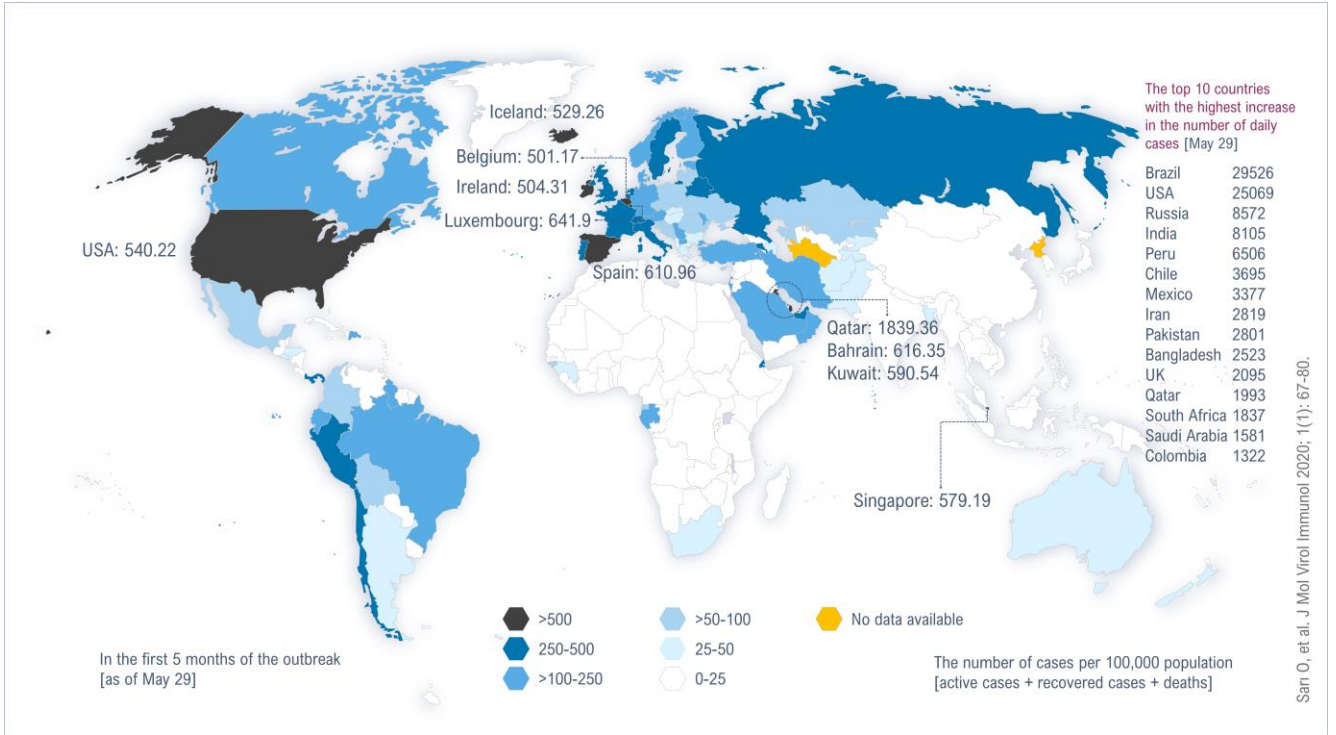 The top 10 countries
with the highest increase
in the number of daily
cases [May 29]
Brazil 29526
USA 25069
Russia 8572
India 8105
Peru 6506
Chile 3695
Mexico 3377
Iran 2819
Pakistan 2801
Bangladesh 2523
UK 2095
Qatar 1993
South Africa 1837
Saudi Arabia 1581
Colombia 1322
Iceland: 529.26
Belgium: 501.17
Ireland: 504.31
Luxembourg: 641.9
USA: 540.22
Spain: 610.96
Qatar: 1839.36
Bahrain: 616.35
Kuwait: 590.54
Singapore: 579.19
>500
250-500
>100-250
>50-100
25-50
0-25
No data available
In the first 5 months of the outbreak
[as of May 29]
The number of cases per 100,000 population
[active cases + recovered cases + deaths]
Sarı O, et al. J Mol Virol Immunol 2020; 1(1): 67-80.